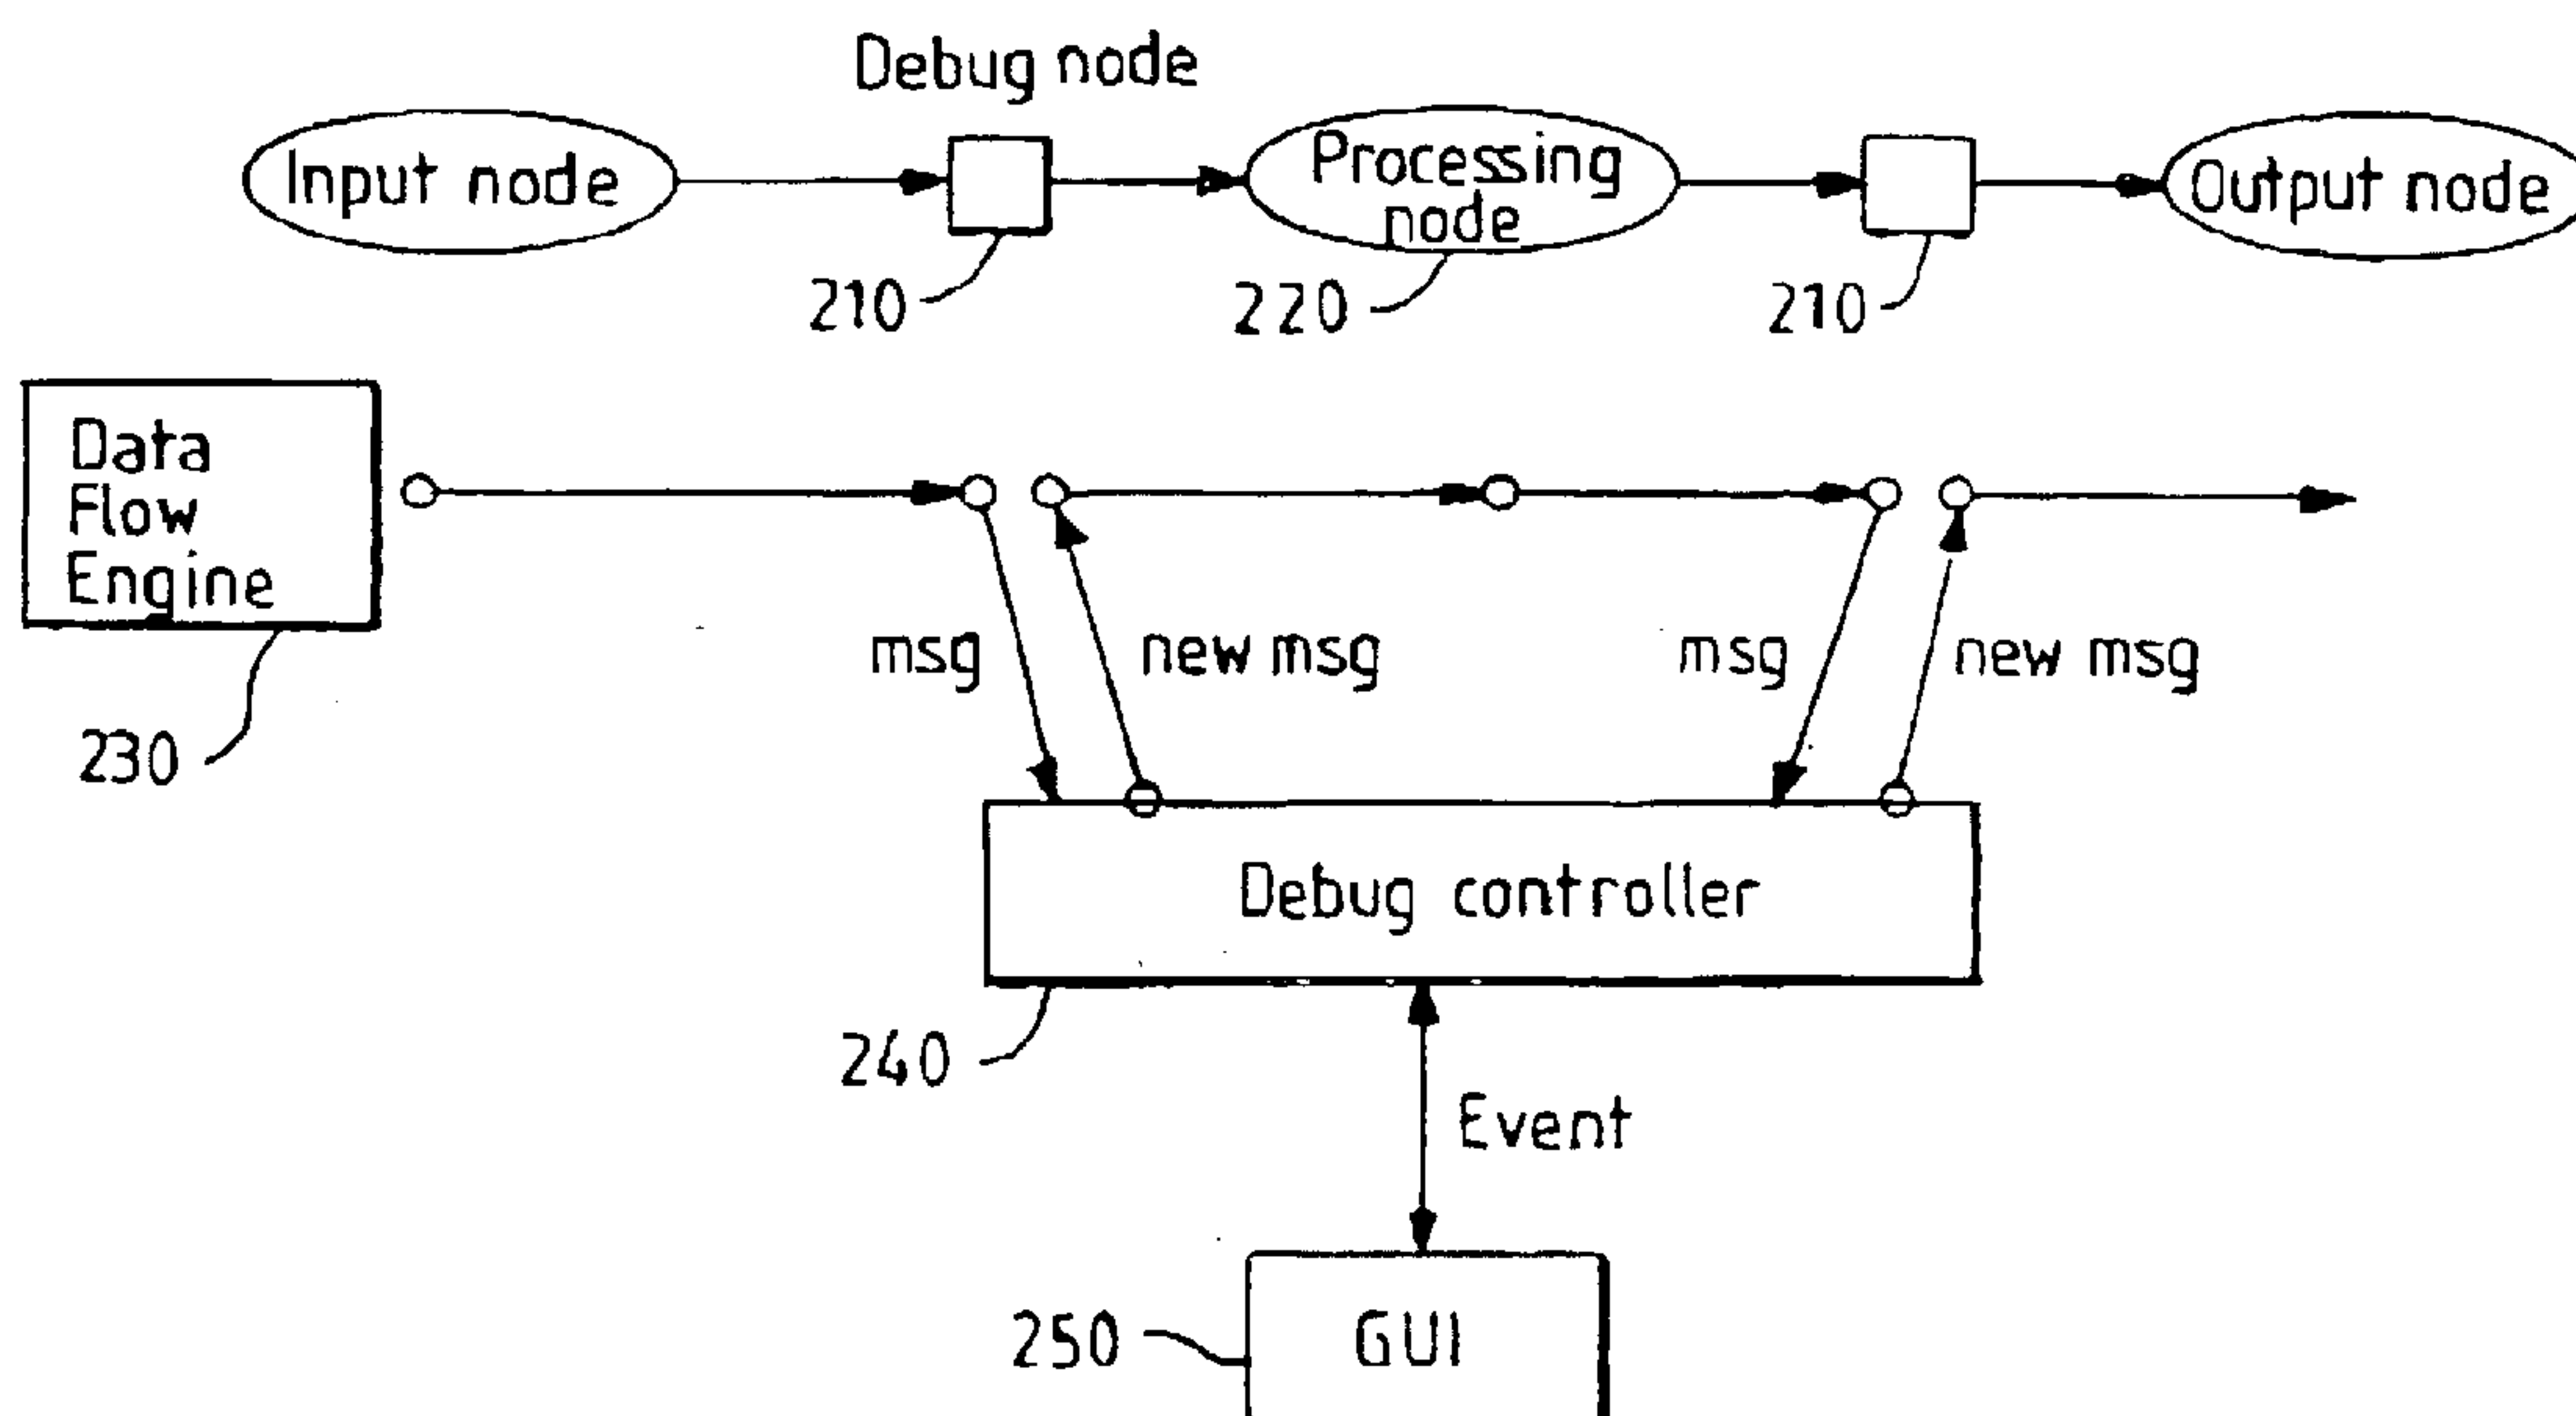 Debug node
Input node
Processing
node
Output node
210
220
210
Data
Flow
Engine
msg
new msg
msg
new msg
230
Debug controller
240
Event
250
GUI